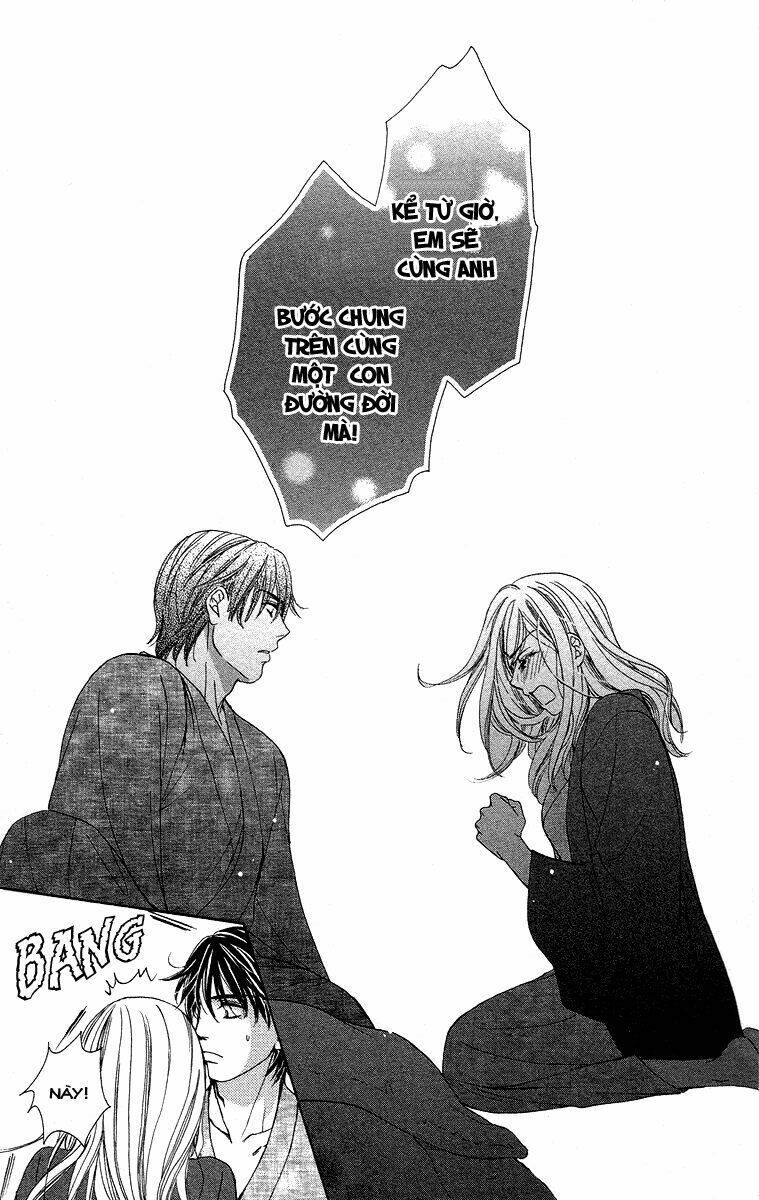 KỂ TỪ GIỜ,
EM SẼ
CÙNG ANH
BƯỚC CHUNG
TRÊN CÙNG
MỘT CON
ĐƯỜNG ĐỜI
MÀ!
BANG
NÀY!